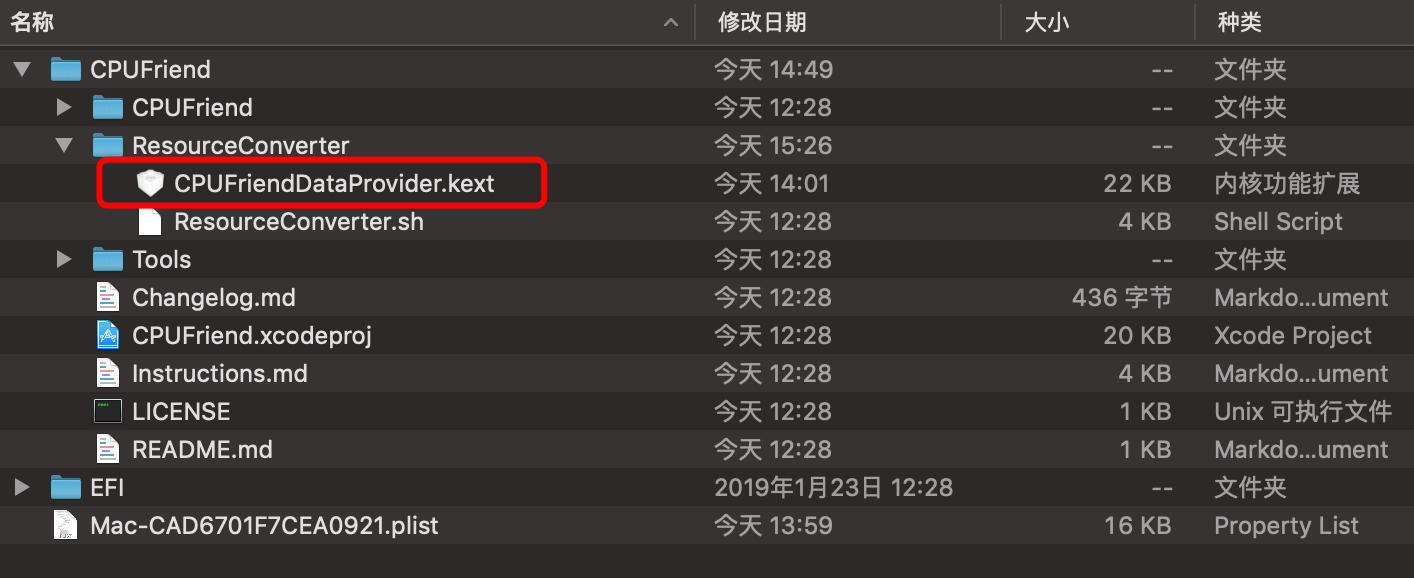 名称 修改日期 大小 种类
CPUFriend 今天 14:49 -- 文件夹
CPUFriend 今天 12:28 -- 文件夹
ResourceConverter 今天 15:26 -- 文件夹
CPUFriendDataProvider.kext 今天 14:01 22 KB 内核功能扩展
ResourceConverter.sh 今天 12:28 4 KB Shell Script
Tools 今天 12:28 -- 文件夹
Changelog.md 今天 12:28 436 字节 Markdo...ument
CPUFriend.xcodeproj 今天 12:28 20 KB Xcode Project
Instructions.md 今天 12:28 4 KB Markdo...ument
LICENSE 今天 12:28 1 KB Unix 可执行文件
README.md 今天 12:28 1 KB Markdo...ument
EFI 2019年1月23日 12:28 -- 文件夹
Mac-CAD6701F7CEA0921.plist 今天 13:59 16 KB Property List